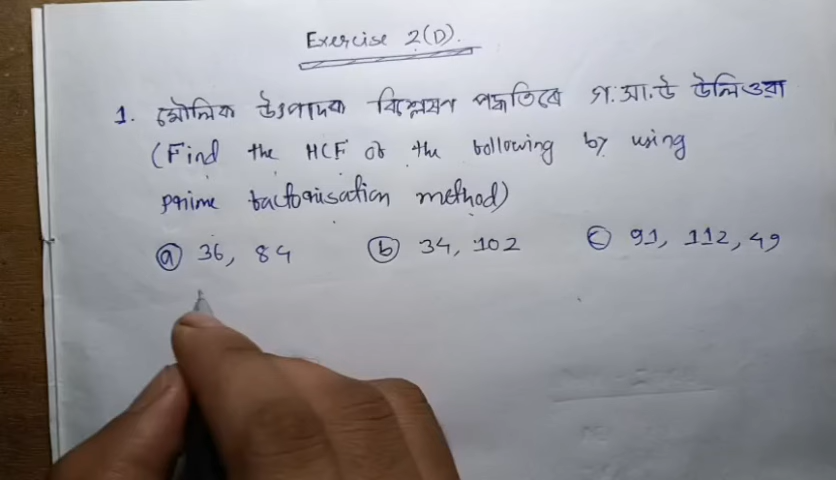 Exercise 2(D).
1. মৌলিক উৎপাদক বিশ্লেষণ পদ্ধতিৰে গ.সা.উ উলিওৱা
(Find the HCF of the following by using
prime factorisation method)
ⓐ 36, 84 ⓑ 34, 102 ⓒ 91, 112, 49